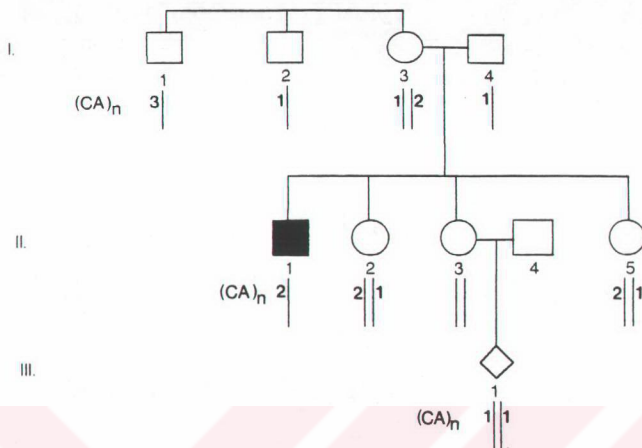 I.
1 2 3 4
(CA)n 3 1 1 2 1
II.
1 2 3 4 5
(CA)n 2 2 1 2 1
III.
1
(CA)n 1 1